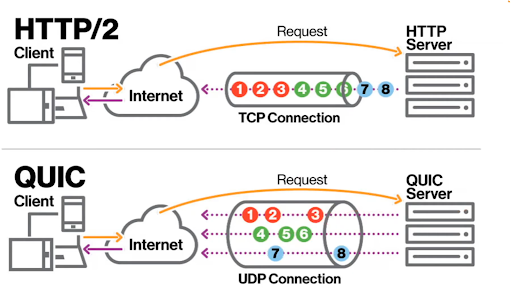 HTTP/2
Client
Internet
Request
1 2 3 4 5 6 7 8
TCP Connection
HTTP
Server
QUIC
Client
Internet
Request
1 2 3
4 5 6
7 8
UDP Connection
QUIC
Server